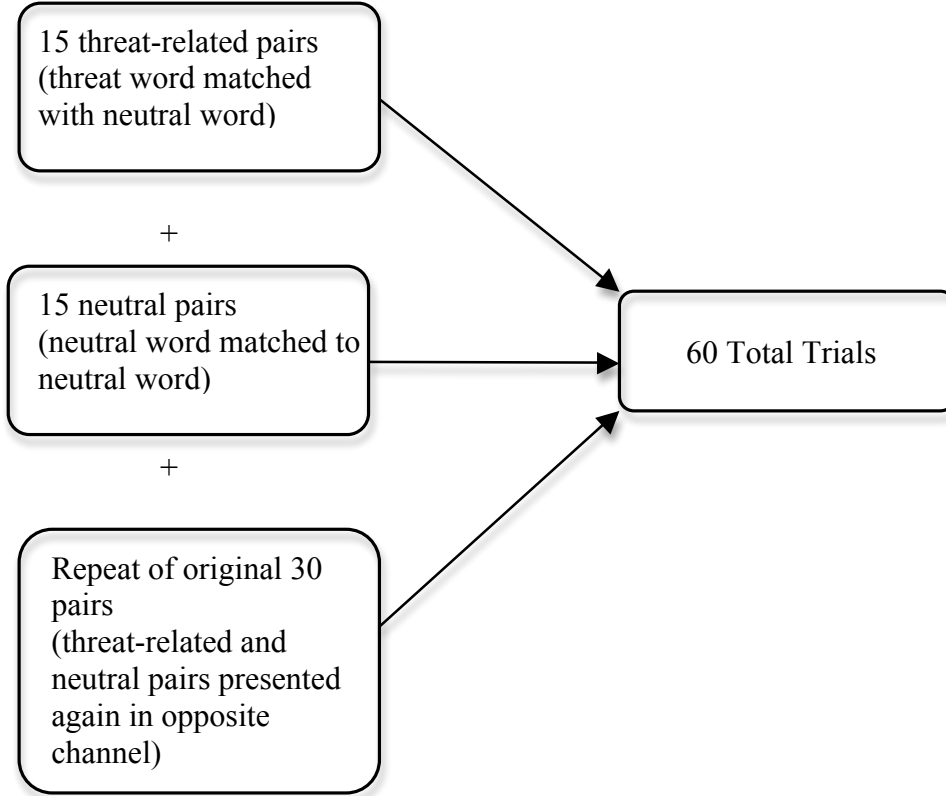 15 threat-related pairs
(threat word matched
with neutral word)
+
15 neutral pairs
(neutral word matched to
neutral word)
+
Repeat of original 30
pairs
(threat-related and
neutral pairs presented
again in opposite
channel)
60 Total Trials